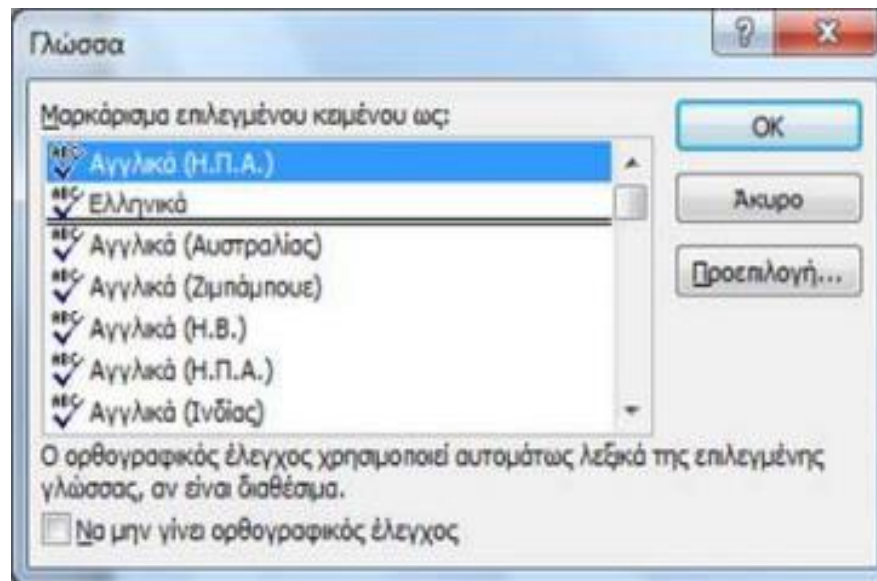 Γλώσσα
Μαρκάρισμα επιλεγμένου κειμένου ως:
Αγγλικά (Η.Π.Α.)
Ελληνικά
Αγγλικά (Αυστραλίας)
Αγγλικά (Ζιμπάμπουε)
Αγγλικά (Η.Β.)
Αγγλικά (Η.Π.Α.)
Αγγλικά (Ινδίας)
OK
Άκυρο
Προεπιλογή...
Ο ορθογραφικός έλεγχος χρησιμοποιεί αυτομάτως λεξικά της επιλεγμένης
γλώσσας, αν είναι διαθέσιμα.
Να μην γίνει ορθογραφικός έλεγχος